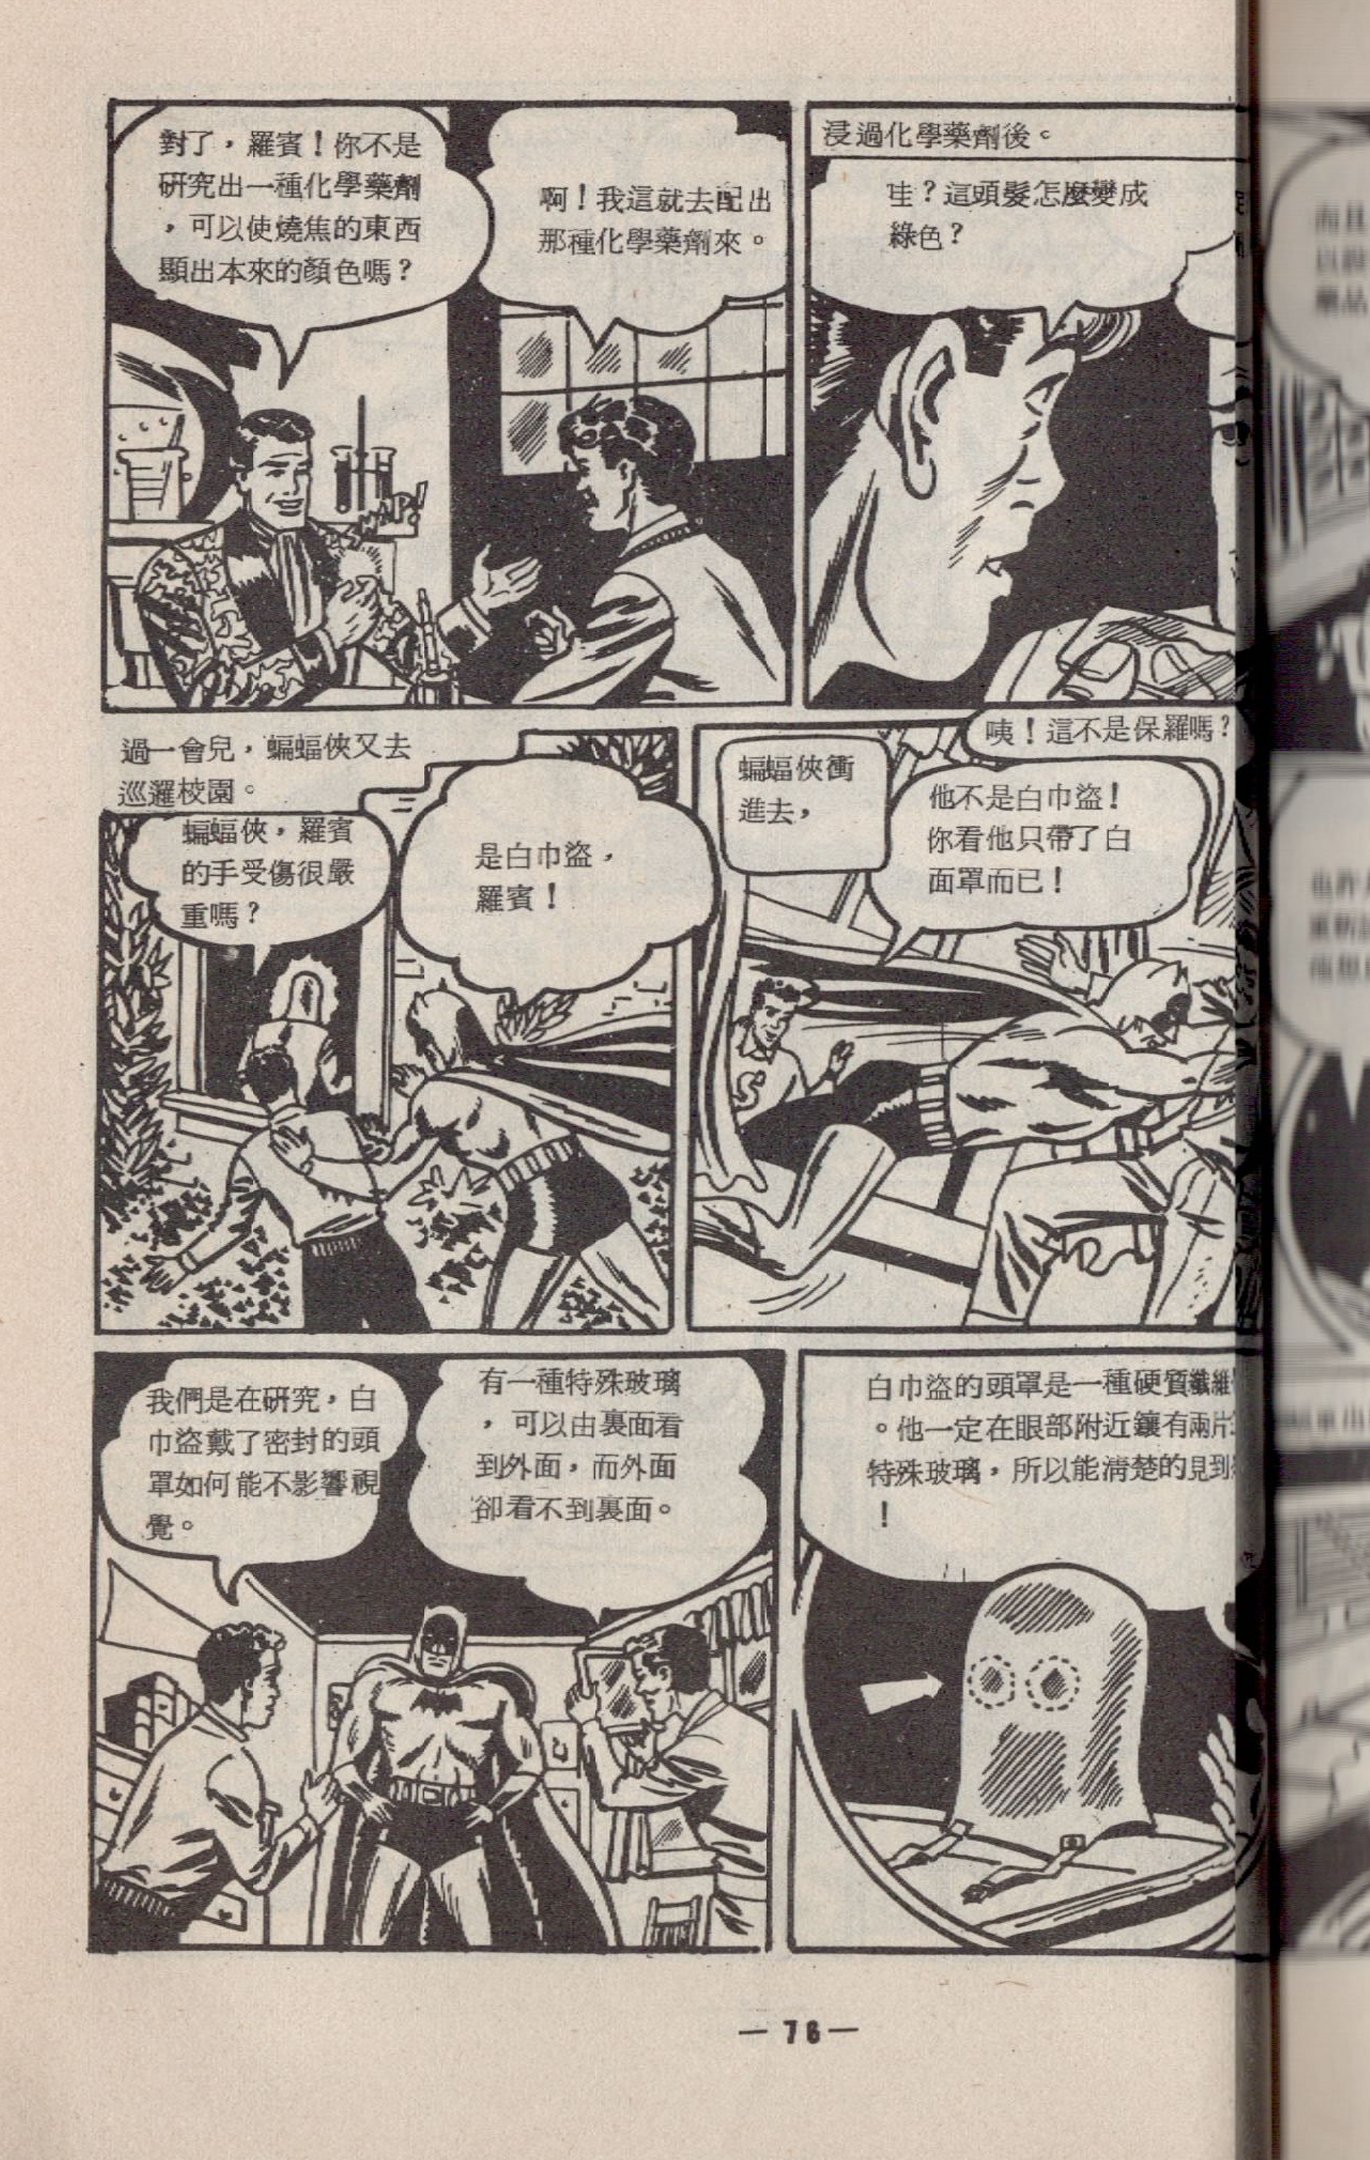 對了，羅賓！你不是
研究出一種化學藥劑
，可以使燒焦的東西
顯出本來的顏色嗎？
啊！我這就去配出
那種化學藥劑來。
浸過化學藥劑後。
哇？這頭髮怎麼變成
綠色？
過一會兒，蝙蝠俠又去
巡邏校園。
蝙蝠俠，羅賓
的手受傷很嚴
重嗎？
是白巾盜，
羅賓！
蝙蝠俠衝
進去，
咦！這不是保羅嗎？
他不是白巾盜！
你看他只帶了白
面罩而已！
S
我們是在研究，白
巾盜戴了密封的頭
罩如何能不影響視
覺。
有一種特殊玻璃
，可以由裏面看
到外面，而外面
卻看不到裏面。
白巾盜的頭罩是一種硬質纖維
。他一定在眼部附近鑲有兩片
特殊玻璃，所以能淸楚的見到
！
— 76 —